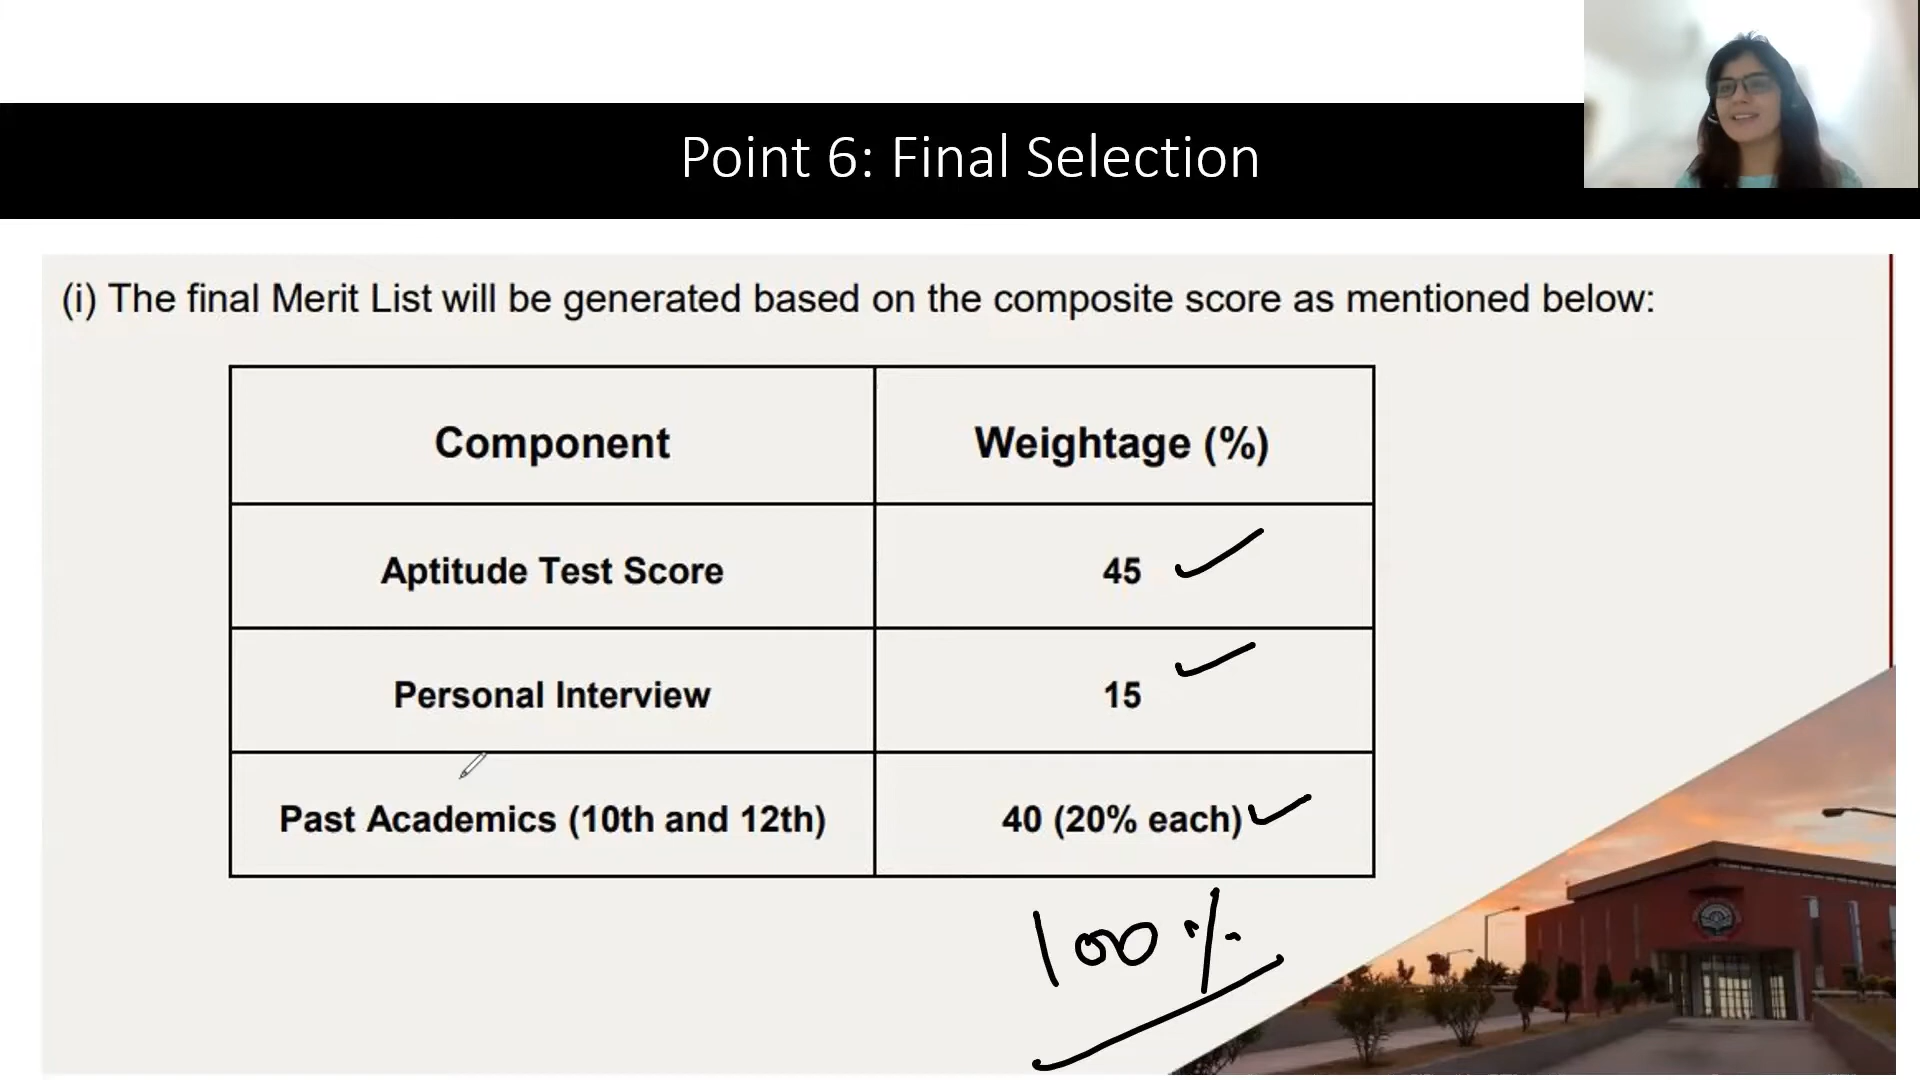 Point 6: Final Selection
(i) The final Merit List will be generated based on the composite score as mentioned below:
Component Weightage (%)
Aptitude Test Score 45
Personal Interview 15
Past Academics (10th and 12th) 40 (20% each)
100%